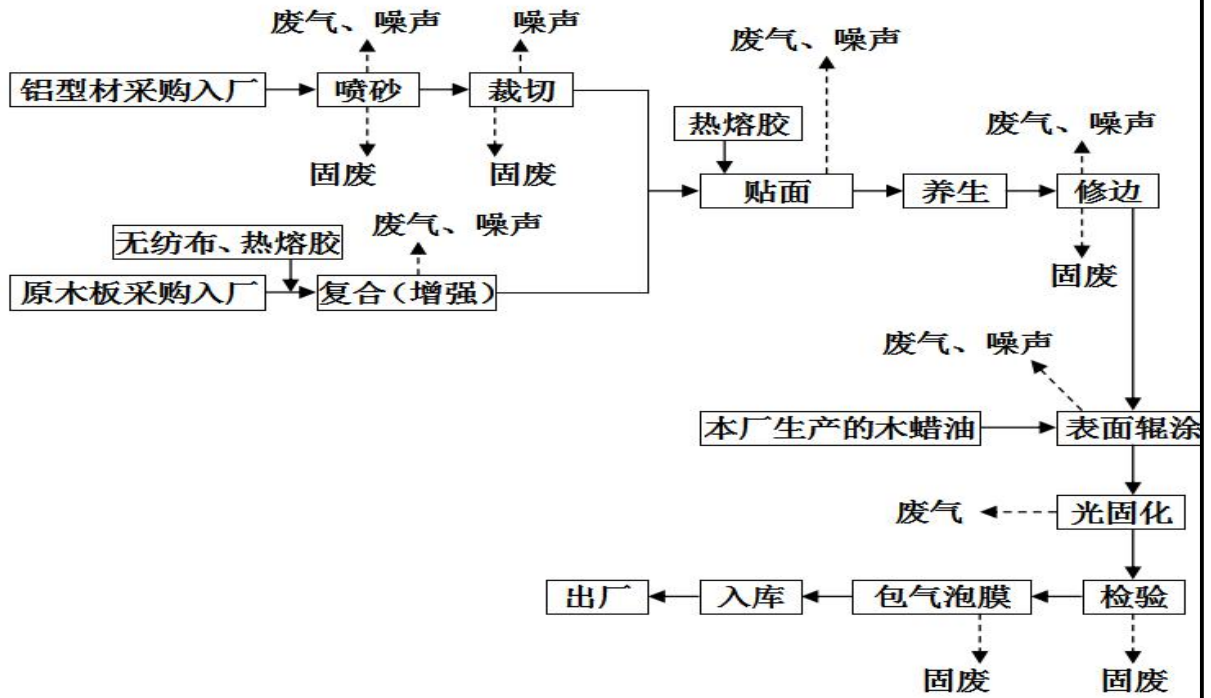 废气、噪声
噪声
废气、噪声
铝型材采购入厂
喷砂
裁切
热熔胶
废气、噪声
固废
固废
贴面
养生
修边
无纺布、热熔胶
废气、噪声
固废
原木板采购入厂
复合（增强）
废气、噪声
本厂生产的木蜡油
表面辊涂
废气
光固化
出厂
入库
包气泡膜
检验
固废
固废